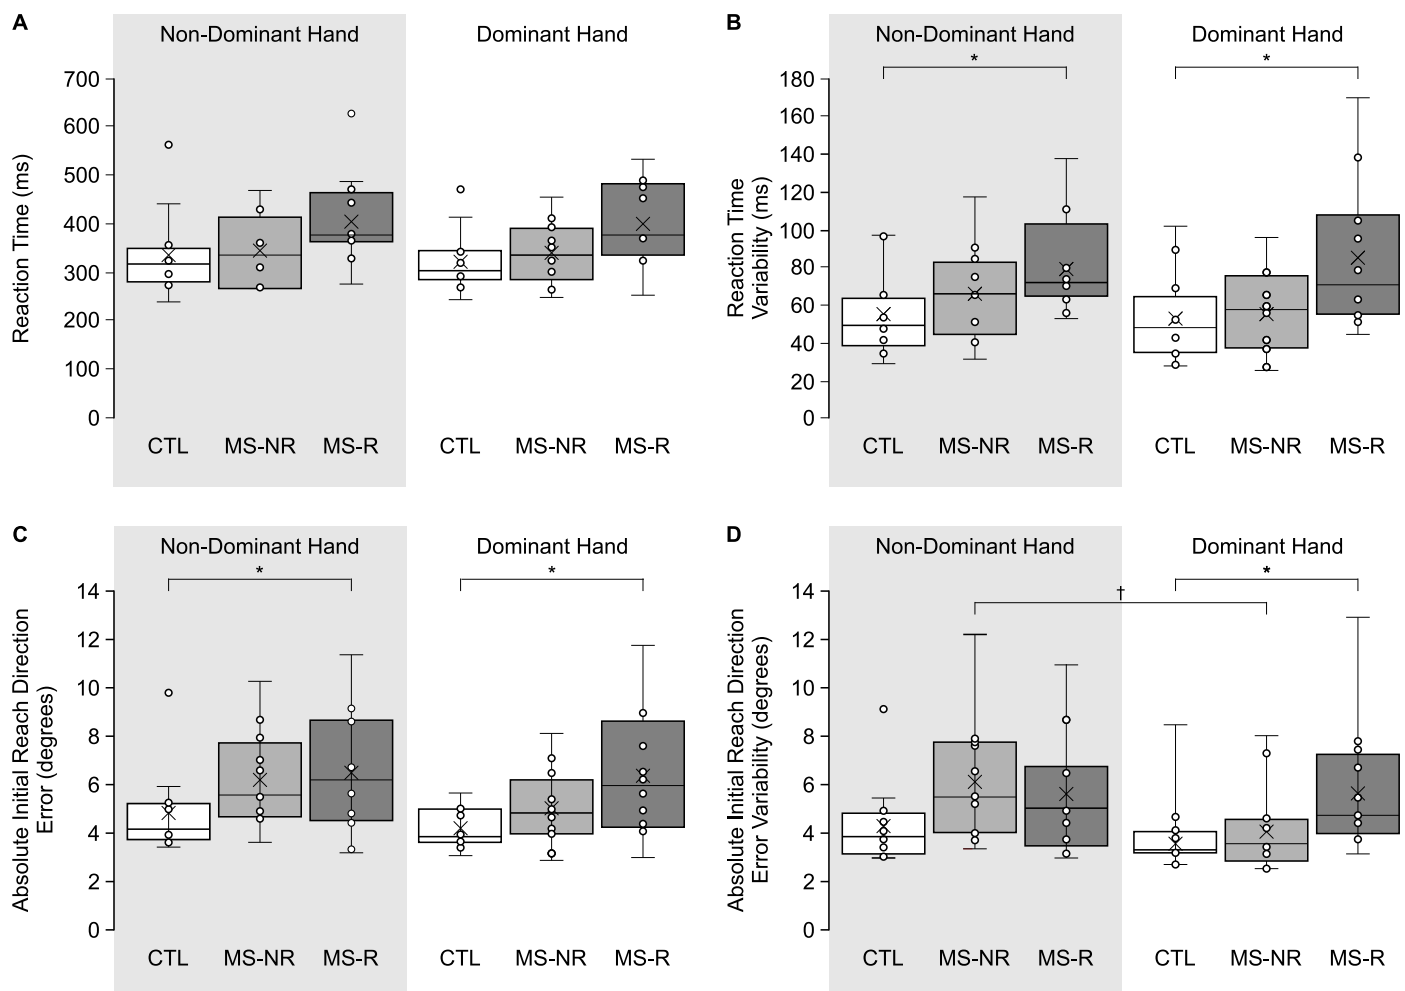 A
Non-Dominant Hand
Dominant Hand
Reaction Time (ms)
700
600
500
400
300
200
100
0
CTL
MS-NR
MS-R
CTL
MS-NR
MS-R
B
Non-Dominant Hand
Dominant Hand
*
*
Reaction Time
Variability (ms)
180
160
140
120
100
80
60
40
20
0
CTL
MS-NR
MS-R
CTL
MS-NR
MS-R
C
Non-Dominant Hand
Dominant Hand
*
*
Absolute Initial Reach Direction
Error (degrees)
14
12
10
8
6
4
2
0
CTL
MS-NR
MS-R
CTL
MS-NR
MS-R
D
Non-Dominant Hand
Dominant Hand
*
†
Absolute Initial Reach Direction
Error Variability (degrees)
14
12
10
8
6
4
2
0
CTL
MS-NR
MS-R
CTL
MS-NR
MS-R